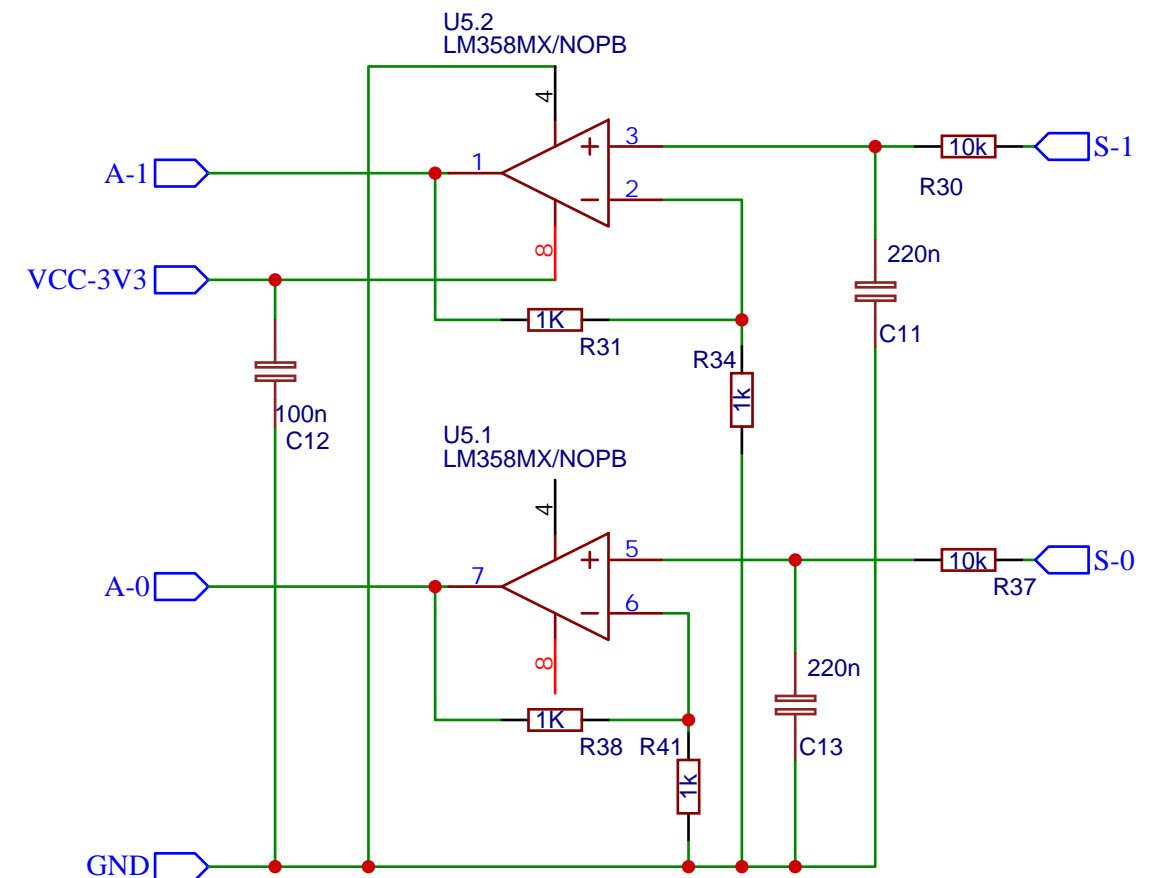 U5.2
LM358MX/NOPB
4
3
10k
S-1
A-1
1
R30
2
8
220n
VCC-3V3
1K
R31
C11
R34
1k
100n
C12
U5.1
LM358MX/NOPB
4
5
10k
S-0
A-0
7
R37
6
8
220n
1K
R38
R41
C13
1k
GND